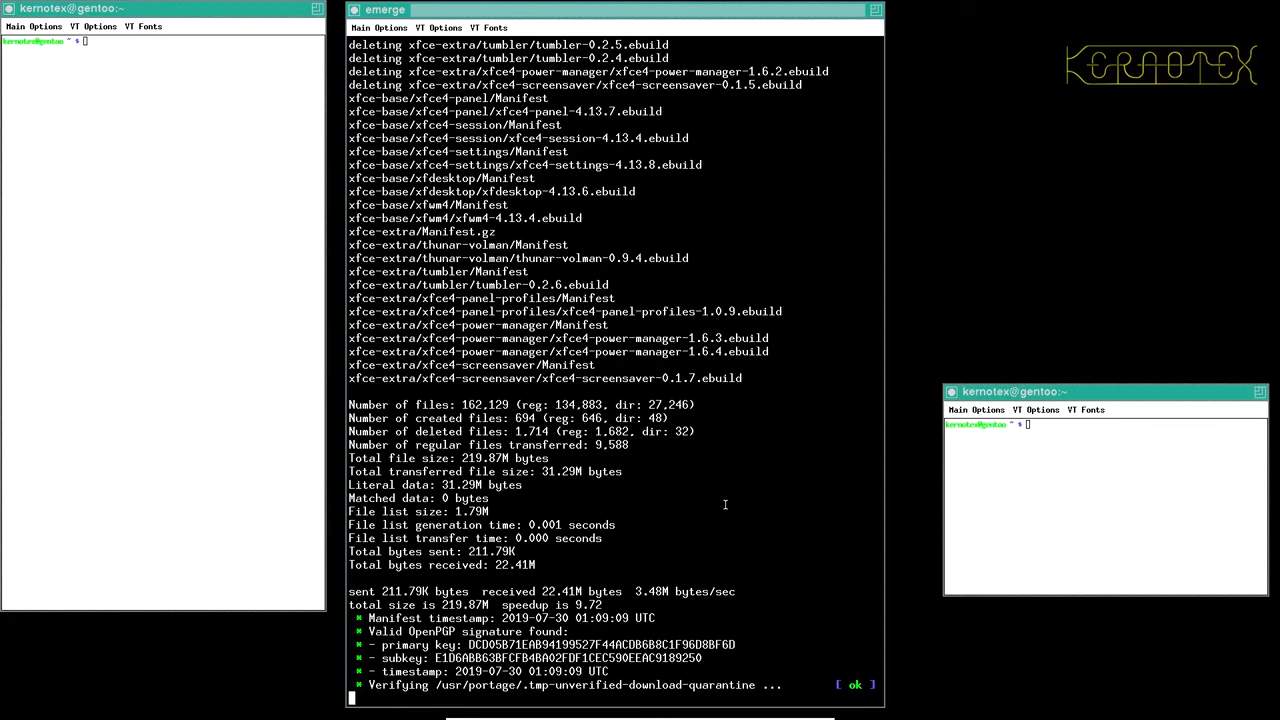 kernotex@gentoo:~
Main Options VT Options VT Fonts
kernotex@gentoo ~ $
emerge
Main Options VT Options VT Fonts
deleting xfce-extra/tumbler/tumbler-0.2.5.ebuild
deleting xfce-extra/tumbler/tumbler-0.2.4.ebuild
deleting xfce-extra/xfce4-power-manager/xfce4-power-manager-1.6.2.ebuild
deleting xfce-extra/xfce4-screensaver/xfce4-screensaver-0.1.5.ebuild
xfce-base/xfce4-panel/Manifest
xfce-base/xfce4-panel/xfce4-panel-4.13.7.ebuild
xfce-base/xfce4-session/Manifest
xfce-base/xfce4-session/xfce4-session-4.13.4.ebuild
xfce-base/xfce4-settings/Manifest
xfce-base/xfce4-settings/xfce4-settings-4.13.8.ebuild
xfce-base/xfdesktop/Manifest
xfce-base/xfdesktop/xfdesktop-4.13.6.ebuild
xfce-base/xfwm4/Manifest
xfce-base/xfwm4/xfwm4-4.13.4.ebuild
xfce-extra/Manifest.gz
xfce-extra/thunar-volman/Manifest
xfce-extra/thunar-volman/thunar-volman-0.9.4.ebuild
xfce-extra/tumbler/Manifest
xfce-extra/tumbler/tumbler-0.2.6.ebuild
xfce-extra/xfce4-panel-profiles/Manifest
xfce-extra/xfce4-panel-profiles/xfce4-panel-profiles-1.0.9.ebuild
xfce-extra/xfce4-power-manager/Manifest
xfce-extra/xfce4-power-manager/xfce4-power-manager-1.6.3.ebuild
xfce-extra/xfce4-power-manager/xfce4-power-manager-1.6.4.ebuild
xfce-extra/xfce4-screensaver/Manifest
xfce-extra/xfce4-screensaver/xfce4-screensaver-0.1.7.ebuild
Number of files: 162,129 (reg: 134,883, dir: 27,246)
Number of created files: 694 (reg: 646, dir: 48)
Number of deleted files: 1,714 (reg: 1,682, dir: 32)
Number of regular files transferred: 9,588
Total file size: 219.87M bytes
Total transferred file size: 31.29M bytes
Literal data: 31.29M bytes
Matched data: 0 bytes
File list size: 1.79M
File list generation time: 0.001 seconds
File list transfer time: 0.000 seconds
Total bytes sent: 211.79K
Total bytes received: 22.41M
sent 211.79K bytes  received 22.41M bytes  3.48M bytes/sec
total size is 219.87M  speedup is 9.72
* Manifest timestamp: 2019-07-30 01:09:09 UTC
* Valid OpenPGP signature found:
* - primary key: DCD05B71EAB94199527F44ACDB6B8C1F96D8BF6D
* - subkey: E1D6ABB63BFCFB4BA02FDF1CEC590EEAC9189250
* - timestamp: 2019-07-30 01:09:09 UTC
* Verifying /usr/portage/.tmp-unverified-download-quarantine ... [ ok ]
KERNOTEX
kernotex@gentoo:~
Main Options VT Options VT Fonts
kernotex@gentoo ~ $